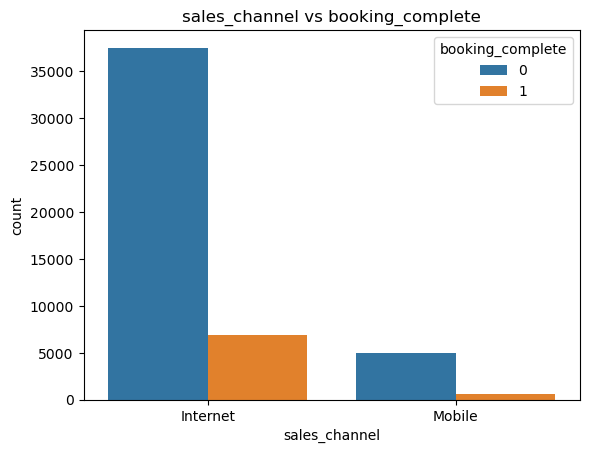 sales_channel vs booking_complete
booking_complete
0
1
35000
30000
25000
20000
15000
10000
5000
0
count
Internet
Mobile
sales_channel